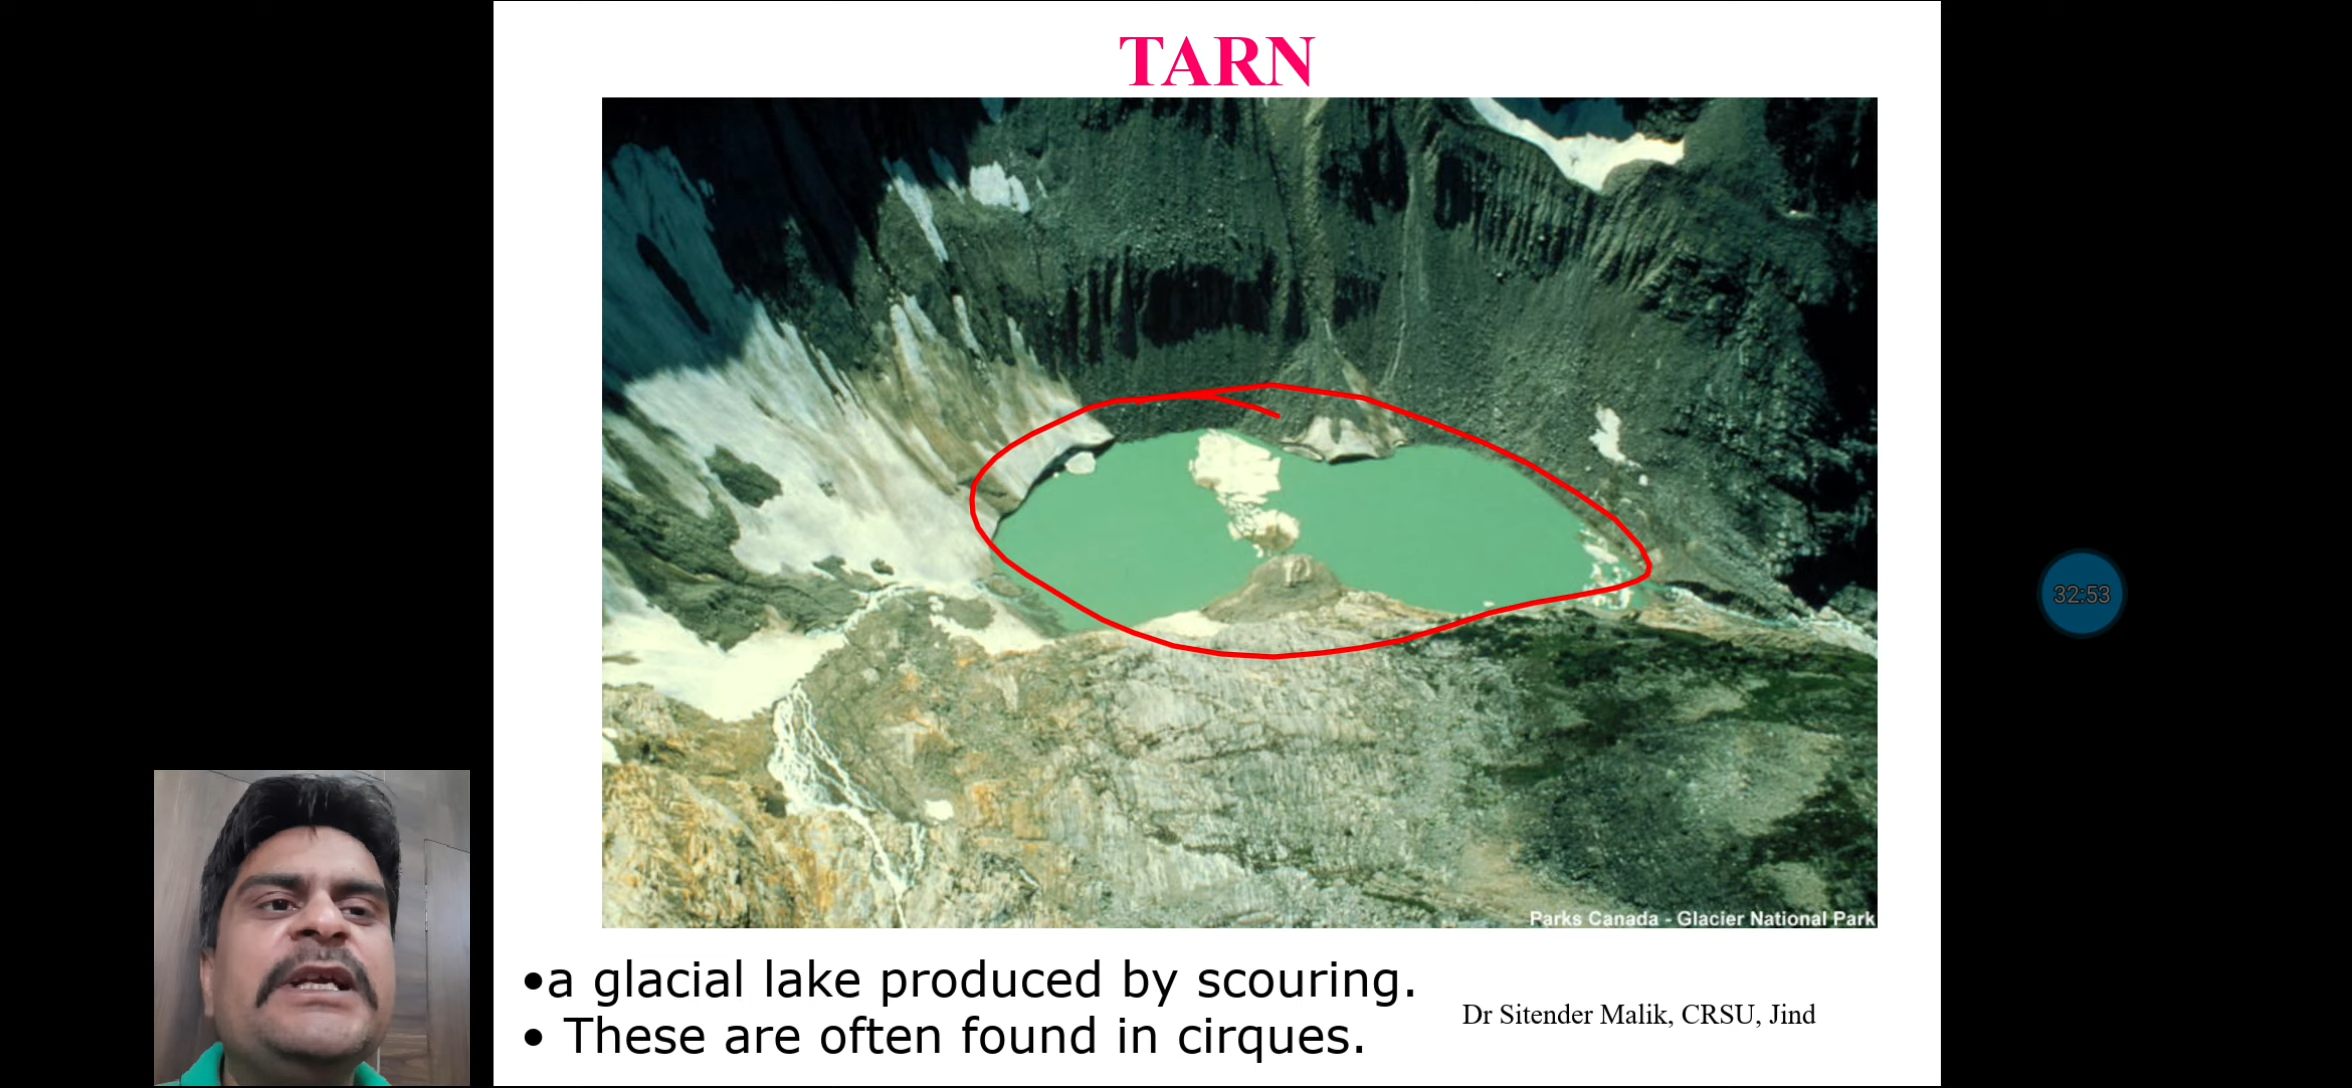 TARN
32:53
Parks Canada - Glacier National Park
•a glacial lake produced by scouring.
• These are often found in cirques.
Dr Sitender Malik, CRSU, Jind